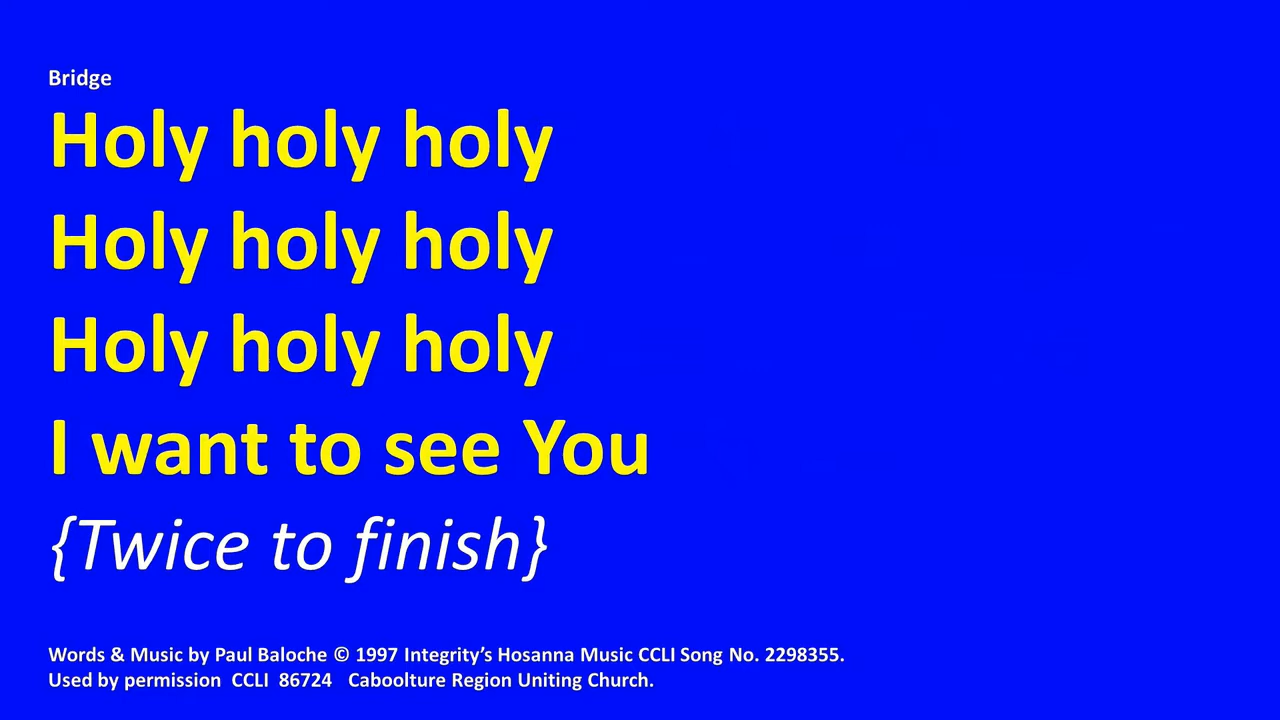 Bridge
Holy holy holy
Holy holy holy
Holy holy holy
I want to see You
{Twice to finish}
Words & Music by Paul Baloche © 1997 Integrity’s Hosanna Music CCLI Song No. 2298355.
Used by permission  CCLI  86724   Caboolture Region Uniting Church.